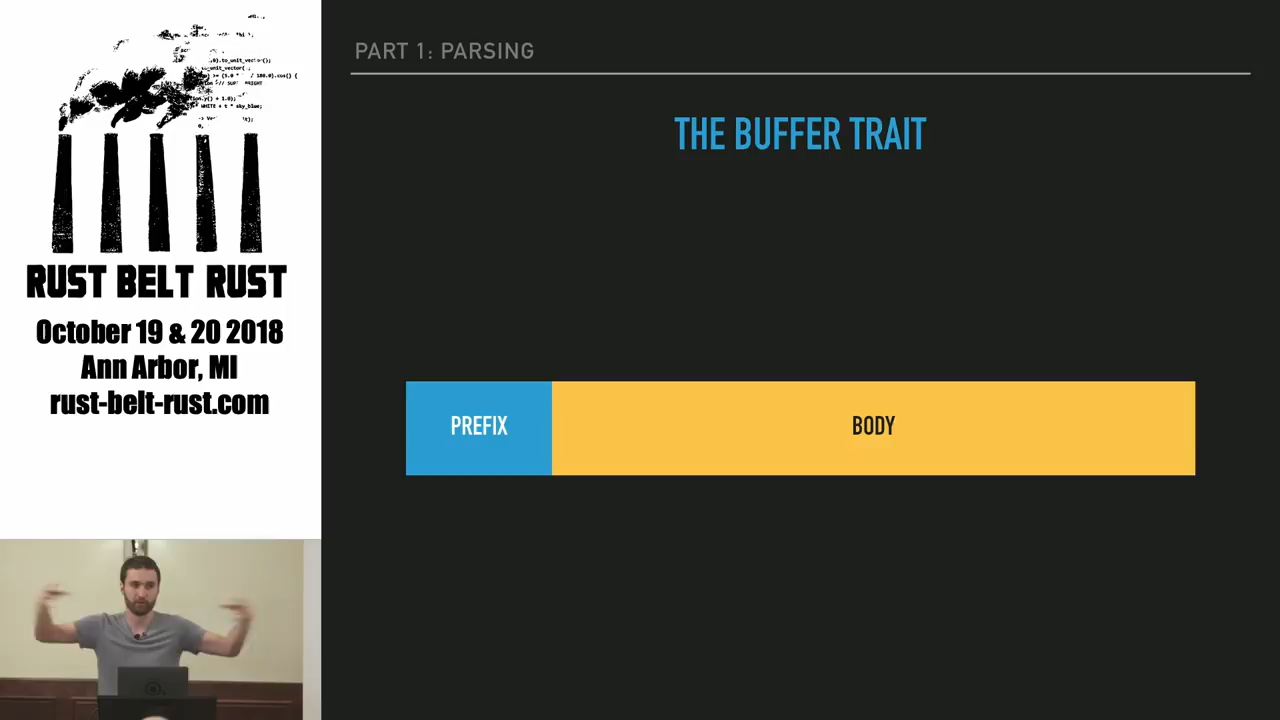 .to_unit_vector();
RUST BELT RUST
October 19 & 20 2018
Ann Arbor, MI
rust-belt-rust.com
PART 1: PARSING
THE BUFFER TRAIT
PREFIX
BODY